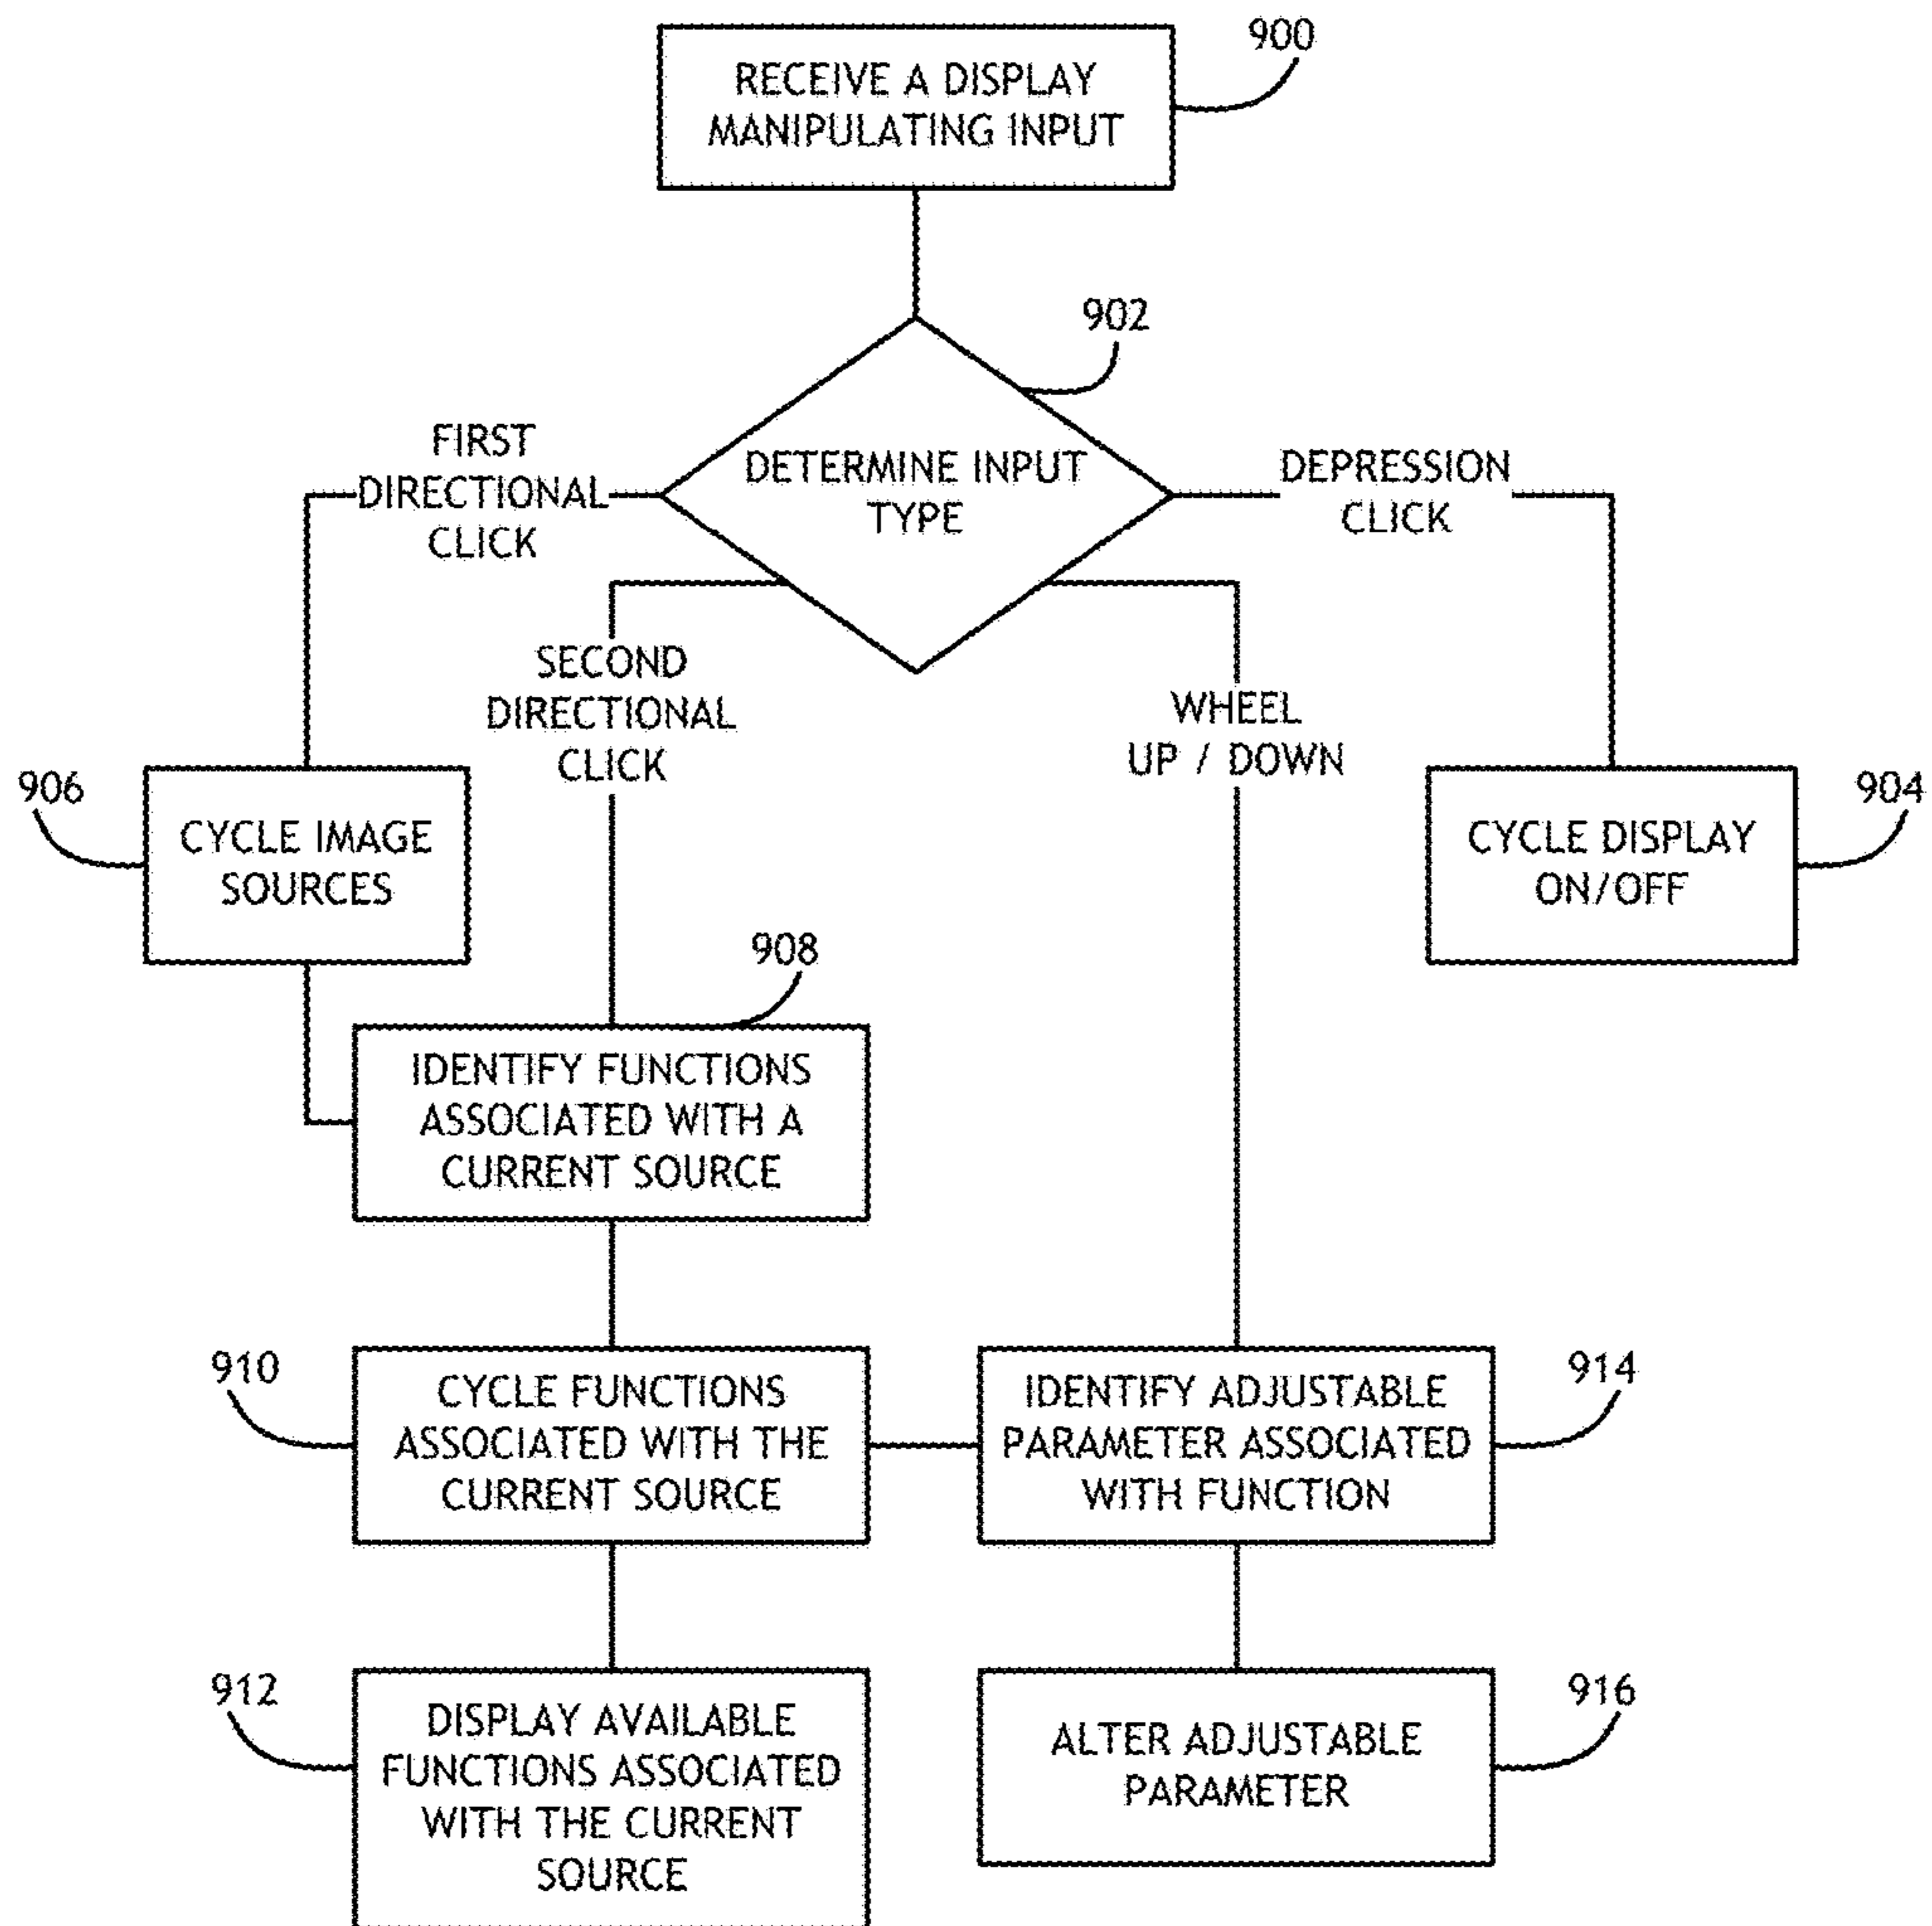 900
RECEIVE A DISPLAY
MANIPULATING INPUT
902
DETERMINE INPUT
TYPE
FIRST
DIRECTIONAL
CLICK
DEPRESSION
CLICK
SECOND
DIRECTIONAL
CLICK
WHEEL
UP / DOWN
906
CYCLE IMAGE
SOURCES
904
CYCLE DISPLAY
ON/OFF
908
IDENTIFY FUNCTIONS
ASSOCIATED WITH A
CURRENT SOURCE
910
CYCLE FUNCTIONS
ASSOCIATED WITH THE
CURRENT SOURCE
914
IDENTIFY ADJUSTABLE
PARAMETER ASSOCIATED
WITH FUNCTION
912
DISPLAY AVAILABLE
FUNCTIONS ASSOCIATED
WITH THE CURRENT
SOURCE
916
ALTER ADJUSTABLE
PARAMETER